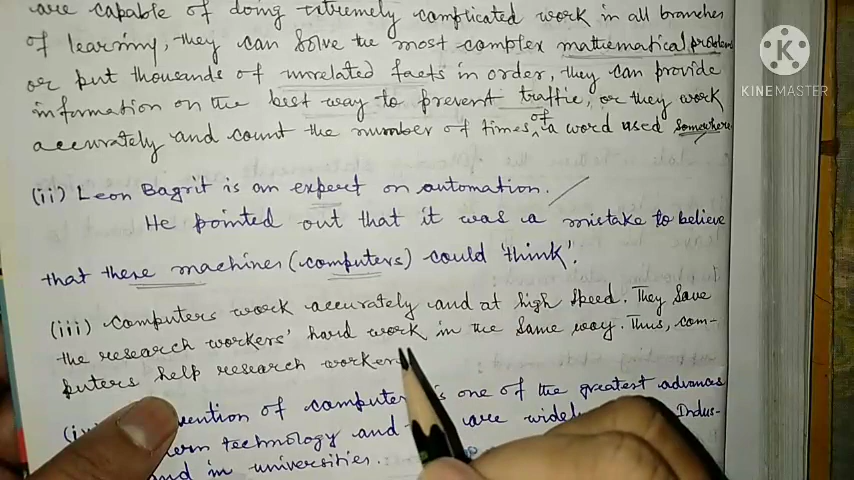 are capable of doing extremely complicated work in all branches
of learning, they can solve the most complex mathematical problems
or put thousands of unrelated facts in order, they can provide
information on the best way to prevent traffic, or they work
accurately and count the number of times of a word used somewhere.
(ii) Leon Bagrit is an expert on automation.
He pointed out that it was a mistake to believe
that these machines (computers) could 'think'.
(iii) Computers work accurately and at high speed. They save
the research workers' hard work in the same way. Thus, com-
puters help research workers
(iv) of computer is one of the greatest advances
technology and are widely Indus-
and in universities.
KINEMASTER